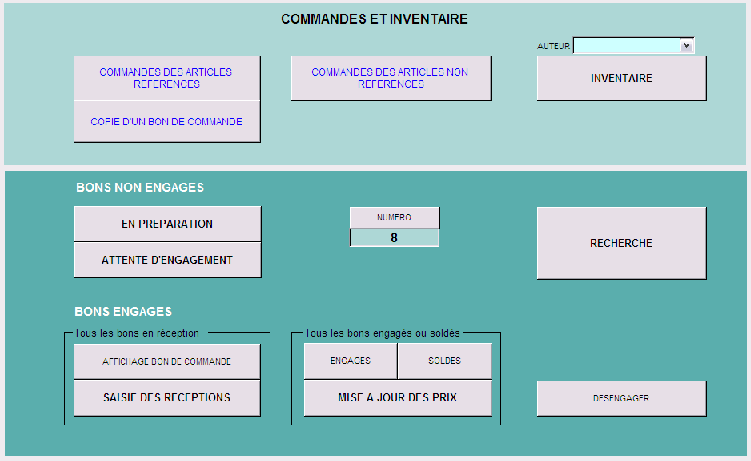 COMMANDES ET INVENTAIRE
AUTEUR
COMMANDES DES ARTICLES
REFERENCES
COMMANDES DES ARTICLES NON
REFERENCES
INVENTAIRE
COPIE D'UN BON DE COMMANDE
BONS NON ENGAGES
EN PREPARATION
NUMERO
8
RECHERCHE
ATTENTE D'ENGAGEMENT
BONS ENGAGES
Tous les bons en réception
Tous les bons engagés ou soldés
AFFICHAGE BON DE COMMANDE
ENGAGES
SOLDES
SAISIE DES RECEPTIONS
MISE A JOUR DES PRIX
DESENGAGER